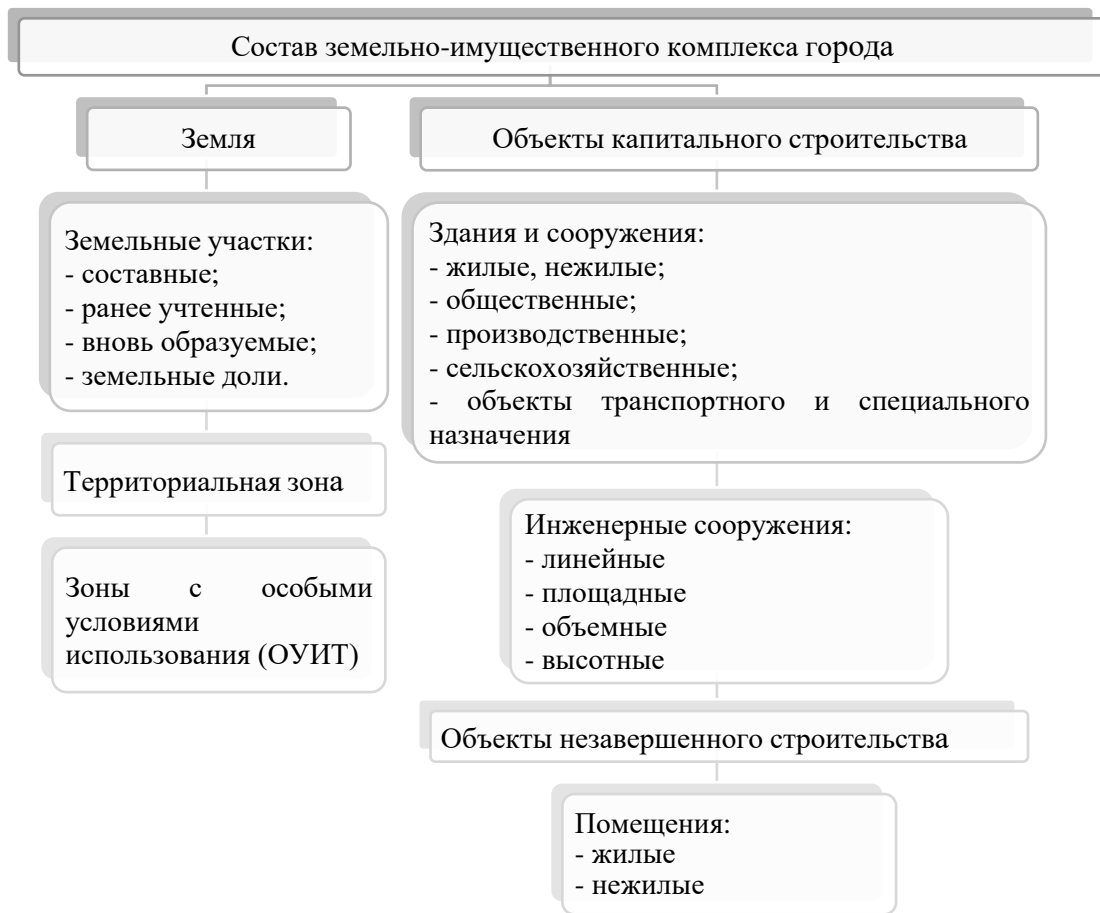 Состав земельно-имущественного комплекса города
Земля
Земельные участки:
- составные;
- ранее учтенные;
- вновь образуемые;
- земельные доли.
Территориальная зона
Зоны с особыми
условиями
использования (ОУИТ)
Объекты капитального строительства
Здания и сооружения:
- жилые, нежилые;
- общественные;
- производственные;
- сельскохозяйственные;
- объекты транспортного и специального
назначения
Инженерные сооружения:
- линейные
- площадные
- объемные
- высотные
Объекты незавершенного строительства
Помещения:
- жилые
- нежилые